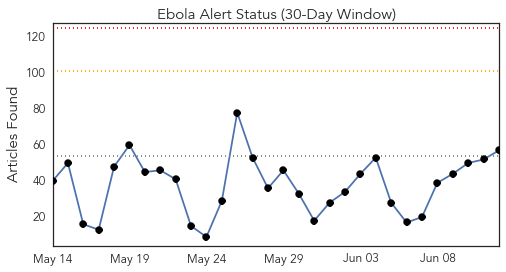 Ebola Alert Status (30-Day Window)
Articles Found
120
100
80
60
40
20
May 14
May 19
May 24
May 29
Jun 03
Jun 08